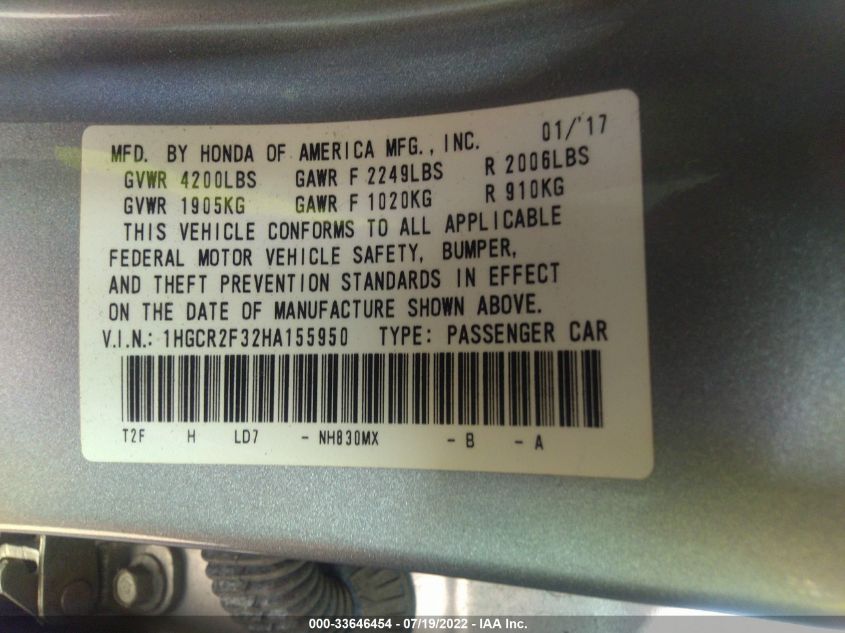 01/'17
MFD. BY HONDA OF AMERICA MFG., INC.
GVWR 4200LBS GAWR F 2249LBS R 2006LBS
GVWR 1905KG GAWR F 1020KG R 910KG
THIS VEHICLE CONFORMS TO ALL APPLICABLE
FEDERAL MOTOR VEHICLE SAFETY, BUMPER,
AND THEFT PREVENTION STANDARDS IN EFFECT
ON THE DATE OF MANUFACTURE SHOWN ABOVE.
V.I.N.: 1HGCR2F32HA155950 TYPE: PASSENGER CAR
T2F H LD7 - NH830MX - B - A
000-33646454 - 07/19/2022 - IAA Inc.